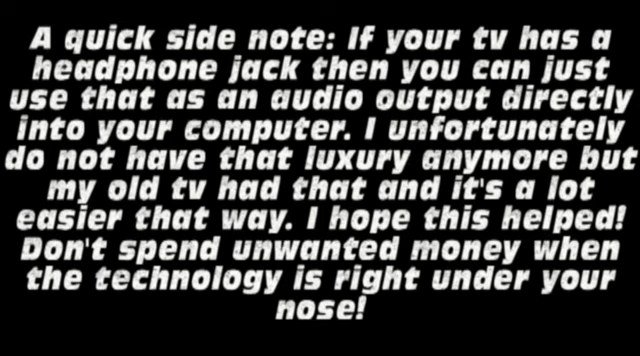 A quick side note: If your tv has a
headphone jack then you can just
use that as an audio output directly
into your computer. I unfortunately
do not have that luxury anymore but
my old tv had that and it's a lot
easier that way. I hope this helped!
Don't spend unwanted money when
the technology is right under your
nose!